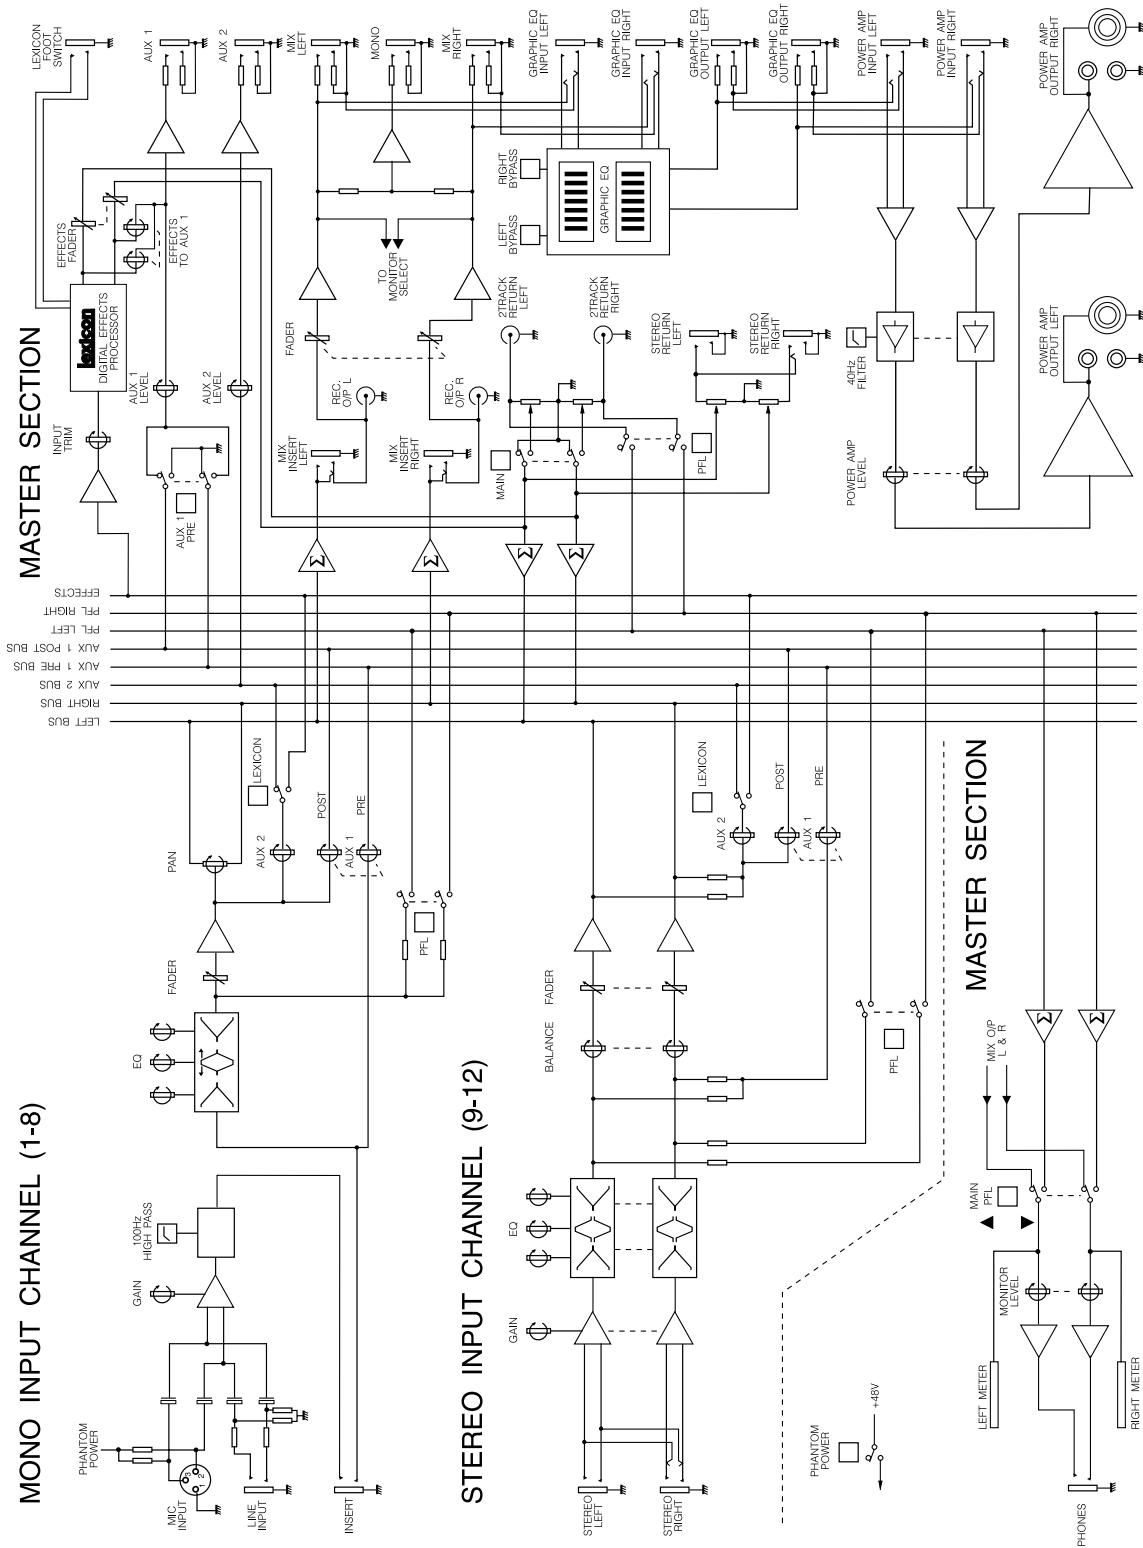 MONO INPUT CHANNEL (1-8)
PHANTOM
POWER
MIC
INPUT
1
2
3
LINE
INPUT
INSERT
GAIN
100Hz
HIGH PASS
EQ
FADER
PAN
AUX 2
LEXICON
POST
AUX 1
PRE
PFL
STEREO INPUT CHANNEL (9-12)
STEREO
LEFT
STEREO
RIGHT
GAIN
EQ
BALANCE
FADER
AUX 2
LEXICON
POST
AUX 1
PRE
PFL
PHANTOM
POWER
+48V
MASTER SECTION
PHONES
LEFT METER
RIGHT METER
MONITOR
LEVEL
MAIN
PFL
MIX O/P
L & R
Σ
Σ
LEFT BUS
RIGHT BUS
AUX 2 BUS
AUX 1 PRE BUS
AUX 1 POST BUS
PFL LEFT
PFL RIGHT
EFFECTS
MASTER SECTION
INPUT
TRIM
lexicon
DIGITAL EFFECTS
PROCESSOR
EFFECTS
FADER
EFFECTS
TO AUX 1
LEXICON
FOOT
SWITCH
AUX 1
PRE
AUX 1
LEVEL
AUX 2
LEVEL
AUX 1
AUX 2
Σ
Σ
MIX
INSERT
LEFT
REC.
O/P L
MIX
INSERT
RIGHT
REC.
O/P R
FADER
TO
MONITOR
SELECT
MIX
LEFT
MONO
MIX
RIGHT
Σ
Σ
MAIN
2TRACK
RETURN
LEFT
2TRACK
RETURN
RIGHT
PFL
STEREO
RETURN
LEFT
STEREO
RETURN
RIGHT
LEFT
BYPASS
RIGHT
BYPASS
GRAPHIC EQ
GRAPHIC EQ
INPUT LEFT
GRAPHIC EQ
INPUT RIGHT
GRAPHIC EQ
OUTPUT LEFT
GRAPHIC EQ
OUTPUT RIGHT
POWER AMP
INPUT LEFT
POWER AMP
INPUT RIGHT
40Hz
FILTER
POWER AMP
LEVEL
POWER AMP
OUTPUT LEFT
POWER AMP
OUTPUT RIGHT